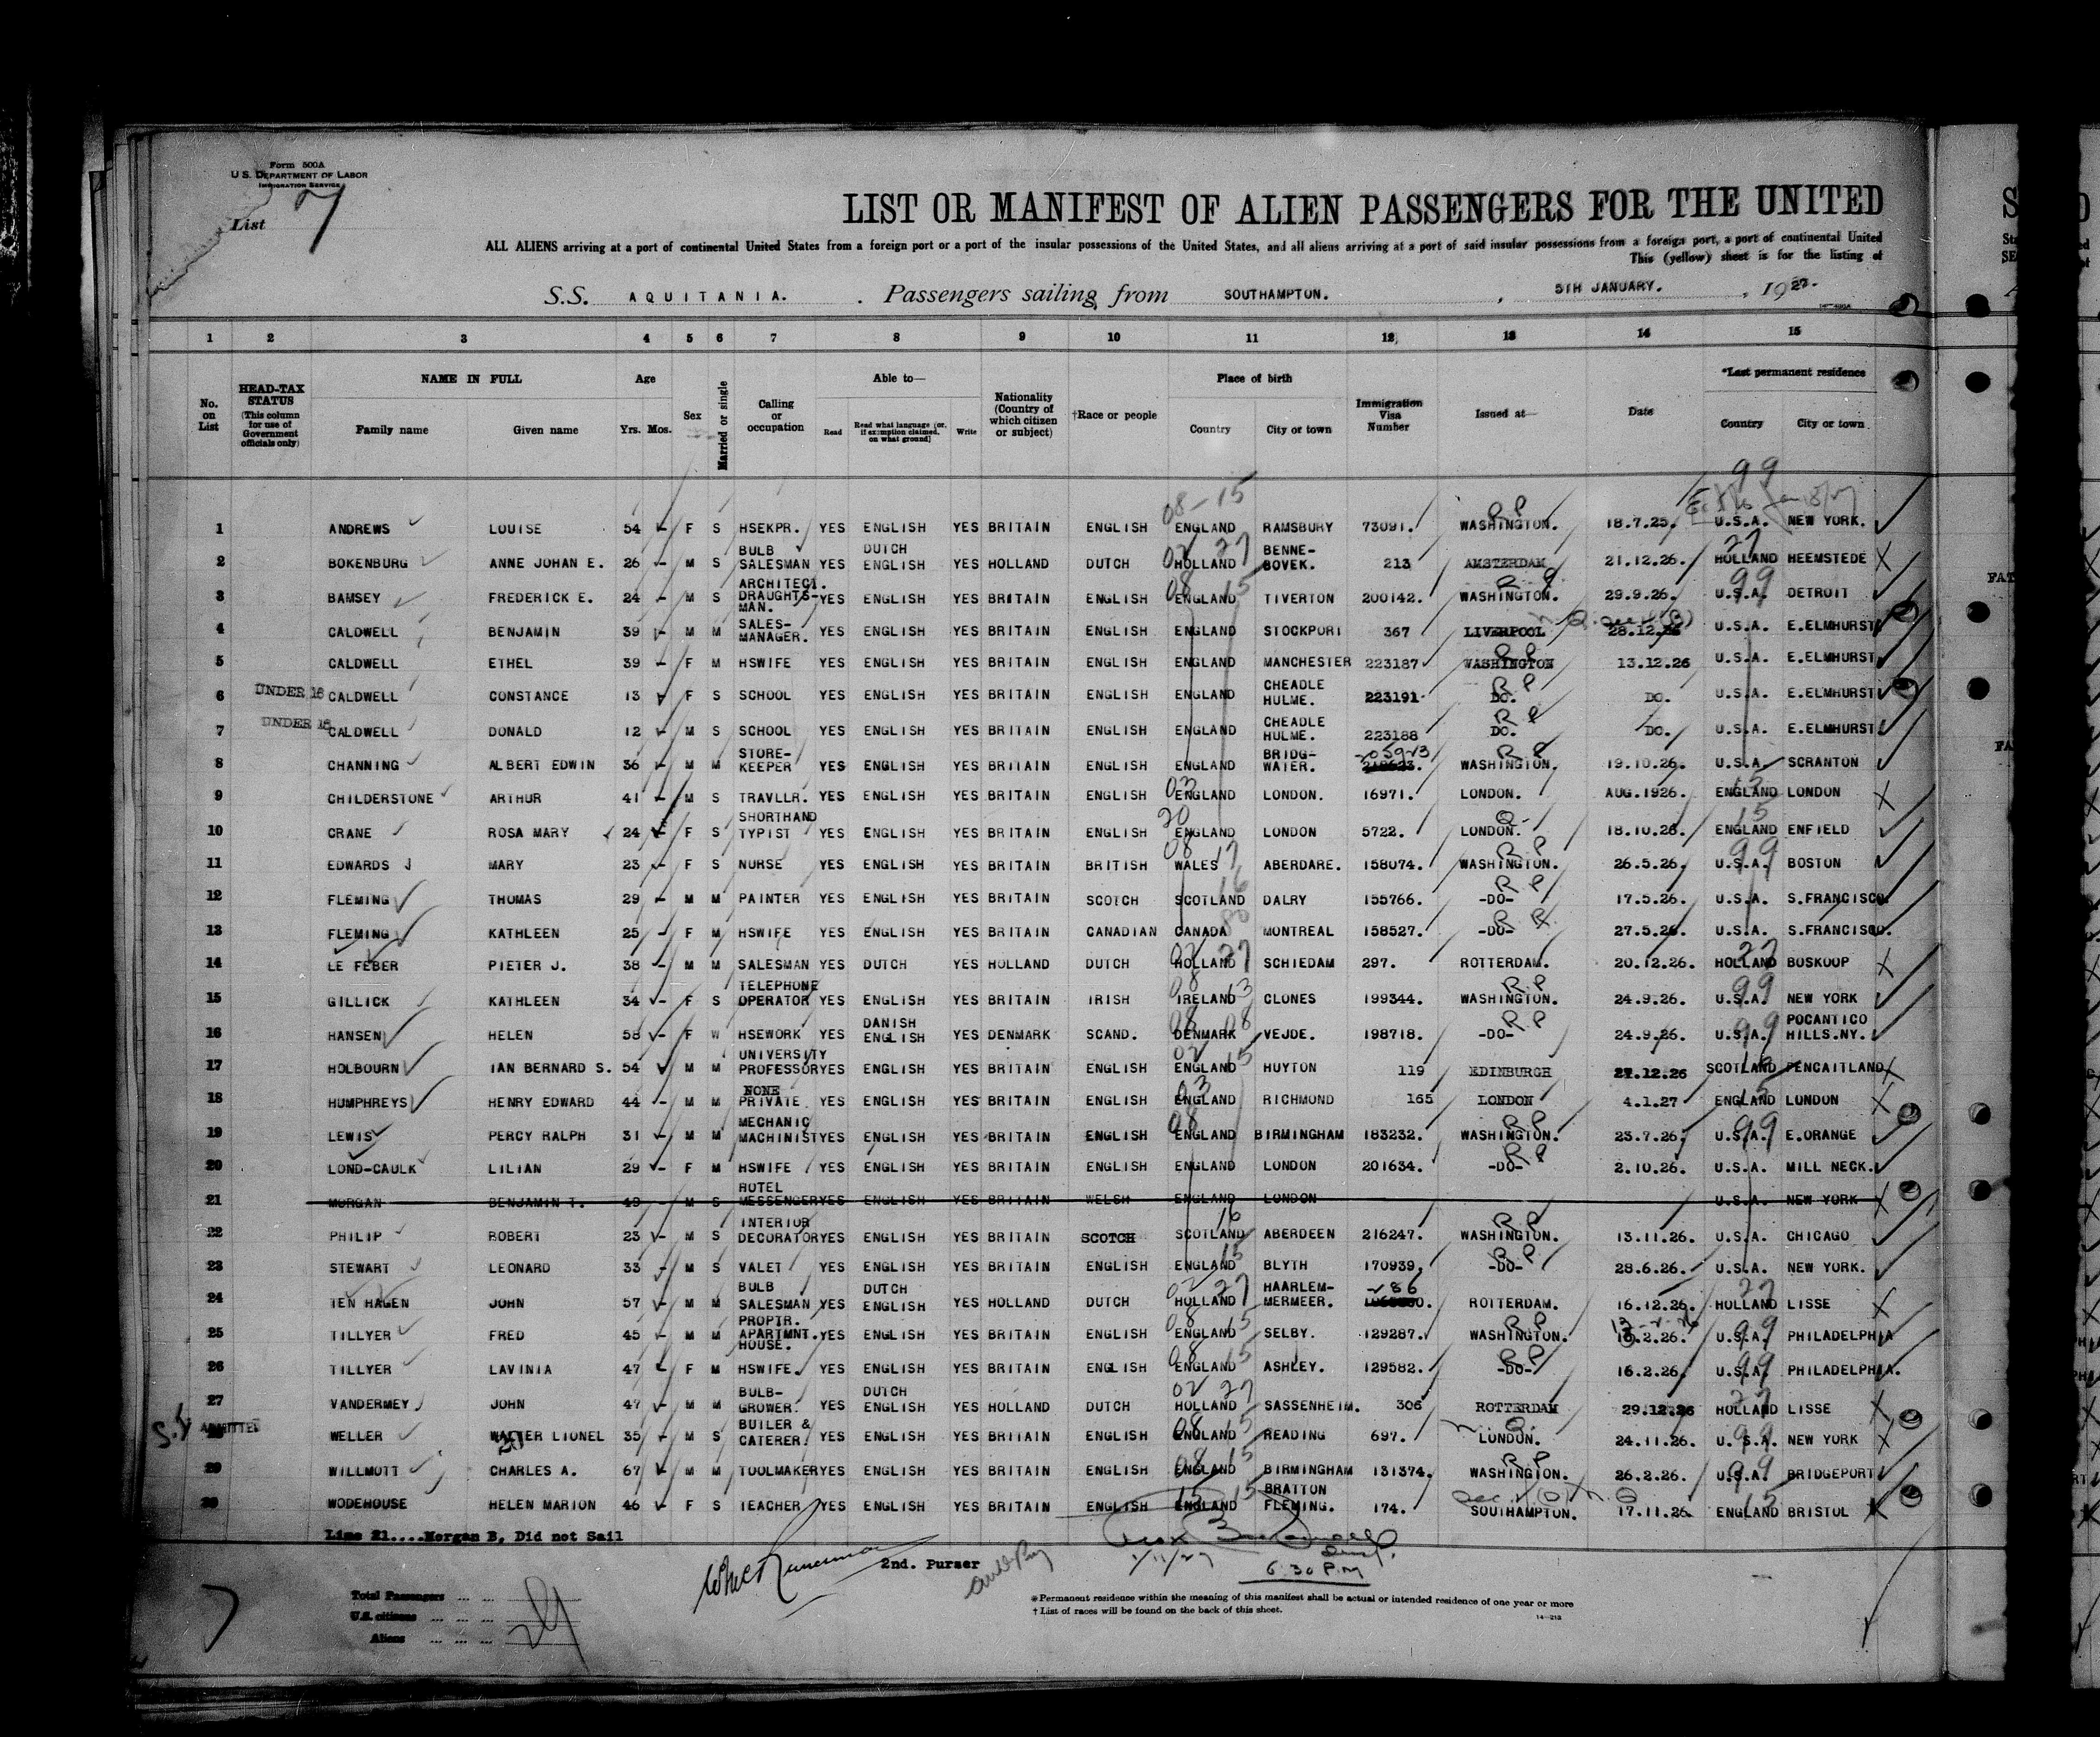 Form 500A
U.S. DEPARTMENT OF LABOR
IMMIGRATION SERVICE
List 7
LIST OR MANIFEST OF ALIEN PASSENGERS FOR THE UNITED
ALL ALIENS arriving at a port of continental United States from a foreign port or a port of the insular possessions of the United States, and all aliens arriving at a port of said insular possessions from a foreign port, a port of continental United
This (yellow) sheet is for the listing of
S.S. AQUITANIA. Passengers sailing from SOUTHAMPTON. , 5TH JANUARY. , 1927.
1 2 3 4 5 6 7 8 9 10 11 12 13 14 15
No. on List
HEAD-TAX STATUS (This column for use of Government officials only)
NAME IN FULL Family name Given name
Age Yrs. Mos.
Sex
Married or single
Calling or occupation
Able to— Read Read what language (or, if exemption claimed, on what ground) Write
Nationality (Country of which citizen or subject)
†Race or people
Place of birth Country City or town
Immigration Visa Number
Issued at—
Date
*Last permanent residence Country City or town
99
08-15
1 ANDREWS LOUISE 54 F S HSEKPR. YES ENGLISH YES BRITAIN ENGLISH ENGLAND RAMSBURY 73091. WASHINGTON. 18.7.25. U.S.A. NEW YORK.
2 BOKENBURG ANNE JOHAN E. 26 M S BULB SALESMAN YES DUTCH ENGLISH YES HOLLAND DUTCH HOLLAND BENNE-BOVEK. 213 AMSTERDAM 21.12.26. HOLLAND HEEMSTEDE
3 BAMSEY FREDERICK E. 24 M S ARCHITECT. DRAUGHTS-MAN. YES ENGLISH YES BRITAIN ENGLISH ENGLAND TIVERTON 200142. WASHINGTON. 29.9.26. U.S.A. DETROIT
4 CALDWELL BENJAMIN 39 M M SALES-MANAGER. YES ENGLISH YES BRITAIN ENGLISH ENGLAND STOCKPORT 367 LIVERPOOL 28.12.26 U.S.A. E.ELMHURST
5 CALDWELL ETHEL 39 F M HSWIFE YES ENGLISH YES BRITAIN ENGLISH ENGLAND MANCHESTER 223187 WASHINGTON 13.12.26 U.S.A. E.ELMHURST
6 UNDER 16 CALDWELL CONSTANCE 13 F S SCHOOL YES ENGLISH YES BRITAIN ENGLISH ENGLAND CHEADLE HULME. 223191 DO. DO. U.S.A. E.ELMHURST
7 UNDER 16 CALDWELL DONALD 12 M S SCHOOL YES ENGLISH YES BRITAIN ENGLISH ENGLAND CHEADLE HULME. 223188 DO. DO. U.S.A. E.ELMHURST
8 CHANNING ALBERT EDWIN 36 M M STORE-KEEPER YES ENGLISH YES BRITAIN ENGLISH ENGLAND BRIDG-WATER. WASHINGTON. 19.10.26. U.S.A. SCRANTON
9 CHILDERSTONE ARTHUR 41 M S TRAVLLR. YES ENGLISH YES BRITAIN ENGLISH ENGLAND LONDON. 16971. LONDON. AUG.1926. ENGLAND LONDON
10 CRANE ROSA MARY 24 F S SHORTHAND TYPIST YES ENGLISH YES BRITAIN ENGLISH ENGLAND LONDON 5722. LONDON. 18.10.26. ENGLAND ENFIELD
11 EDWARDS MARY 23 F S NURSE YES ENGLISH YES BRITAIN BRITISH WALES ABERDARE. 158074. WASHINGTON. 26.5.26. U.S.A. BOSTON
12 FLEMING THOMAS 29 M M PAINTER YES ENGLISH YES BRITAIN SCOTCH SCOTLAND DALRY 155766. -DO- 17.5.26. U.S.A. S.FRANCISCO.
13 FLEMING KATHLEEN 25 F M HSWIFE YES ENGLISH YES BRITAIN CANADIAN CANADA MONTREAL 158527. -DO- 27.5.26. U.S.A. S.FRANCISCO.
14 LE FEBER PIETER J. 38 M M SALESMAN YES DUTCH YES HOLLAND DUTCH HOLLAND SCHIEDAM 297. ROTTERDAM. 20.12.26. HOLLAND BOSKOOP
15 GILLICK KATHLEEN 34 F S TELEPHONE OPERATOR YES ENGLISH YES BRITAIN IRISH IRELAND CLONES 199344. WASHINGTON. 24.9.26. U.S.A. NEW YORK
16 HANSEN HELEN 58 F W HSEWORK YES DANISH ENGLISH YES DENMARK SCAND. DENMARK VEJDE. 198718. -DO- 24.9.26. U.S.A. POCANTICO HILLS.NY.
17 HOLBOURN IAN BERNARD S. 54 M M UNIVERSITY PROFESSOR YES ENGLISH YES BRITAIN ENGLISH ENGLAND HUYTON 119 EDINBURGH 27.12.26 SCOTLAND PENCAITLAND
18 HUMPHREYS HENRY EDWARD 44 M M NONE PRIVATE YES ENGLISH YES BRITAIN ENGLISH ENGLAND RICHMOND 165 LONDON 4.1.27 ENGLAND LONDON
19 LEWIS PERCY RALPH 31 M M MECHANIC MACHINIST YES ENGLISH YES BRITAIN ENGLISH ENGLAND BIRMINGHAM 183232. WASHINGTON. 23.7.26. U.S.A. E.ORANGE
20 LOND-CAULK LILIAN 29 F M HSWIFE YES ENGLISH YES BRITAIN ENGLISH ENGLAND LONDON 201634. -DO- 2.10.26. U.S.A. MILL NECK.
21 MORGAN BENJAMIN T. 49 M S HOTEL MESSENGER YES ENGLISH YES BRITAIN WELSH ENGLAND LONDON U.S.A. NEW YORK
22 PHILIP ROBERT 23 M S INTERIOR DECORATOR YES ENGLISH YES BRITAIN SCOTCH SCOTLAND ABERDEEN 216247. WASHINGTON. 13.11.26. U.S.A. CHICAGO
23 STEWART LEONARD 33 M S VALET YES ENGLISH YES BRITAIN ENGLISH ENGLAND BLYTH 170939. -DO- 28.6.26. U.S.A. NEW YORK.
24 TEN HAGEN JOHN 57 M M BULB SALESMAN YES DUTCH ENGLISH YES HOLLAND DUTCH HOLLAND HAARLEM-MERMEER. ROTTERDAM. 16.12.26. HOLLAND LISSE
25 TILLYER FRED 45 M M PROPTR. APARTMNT. HOUSE. YES ENGLISH YES BRITAIN ENGLISH ENGLAND SELBY. 129287. WASHINGTON. U.S.A. PHILADELPHIA
26 TILLYER LAVINIA 47 F M HSWIFE. YES ENGLISH YES BRITAIN ENGLISH ENGLAND ASHLEY. 129582. -DO- 16.2.26. U.S.A. PHILADELPHIA.
27 VANDERMEY JOHN 47 M M BULB-GROWER. YES DUTCH ENGLISH YES HOLLAND DUTCH HOLLAND SASSENHEIM. 306 ROTTERDAM 29.12.26 HOLLAND LISSE
28 ADMITTED WELLER WALTER LIONEL 35 M S BUTLER & CATERER. YES ENGLISH YES BRITAIN ENGLISH ENGLAND READING 697. LONDON. 24.11.26. U.S.A. NEW YORK
29 WILLMOTT CHARLES A. 67 M M TOOLMAKER YES ENGLISH YES BRITAIN ENGLISH ENGLAND BIRMINGHAM 131374. WASHINGTON. 26.2.26. U.S.A. BRIDGEPORT
30 WODEHOUSE HELEN MARION 46 F S TEACHER YES ENGLISH YES BRITAIN ENGLISH ENGLAND BRATTON FLEMING. 174. SOUTHAMPTON. 17.11.26. ENGLAND BRISTOL
Line 21....Morgan B, Did not Sail
2nd. Purser
1/11/27
6 30 P.M
Total Passengers
U.S. citizens
Aliens
29
7
*Permanent residence within the meaning of this manifest shall be actual or intended residence of one year or more
† List of races will be found on the back of this sheet.
14-213